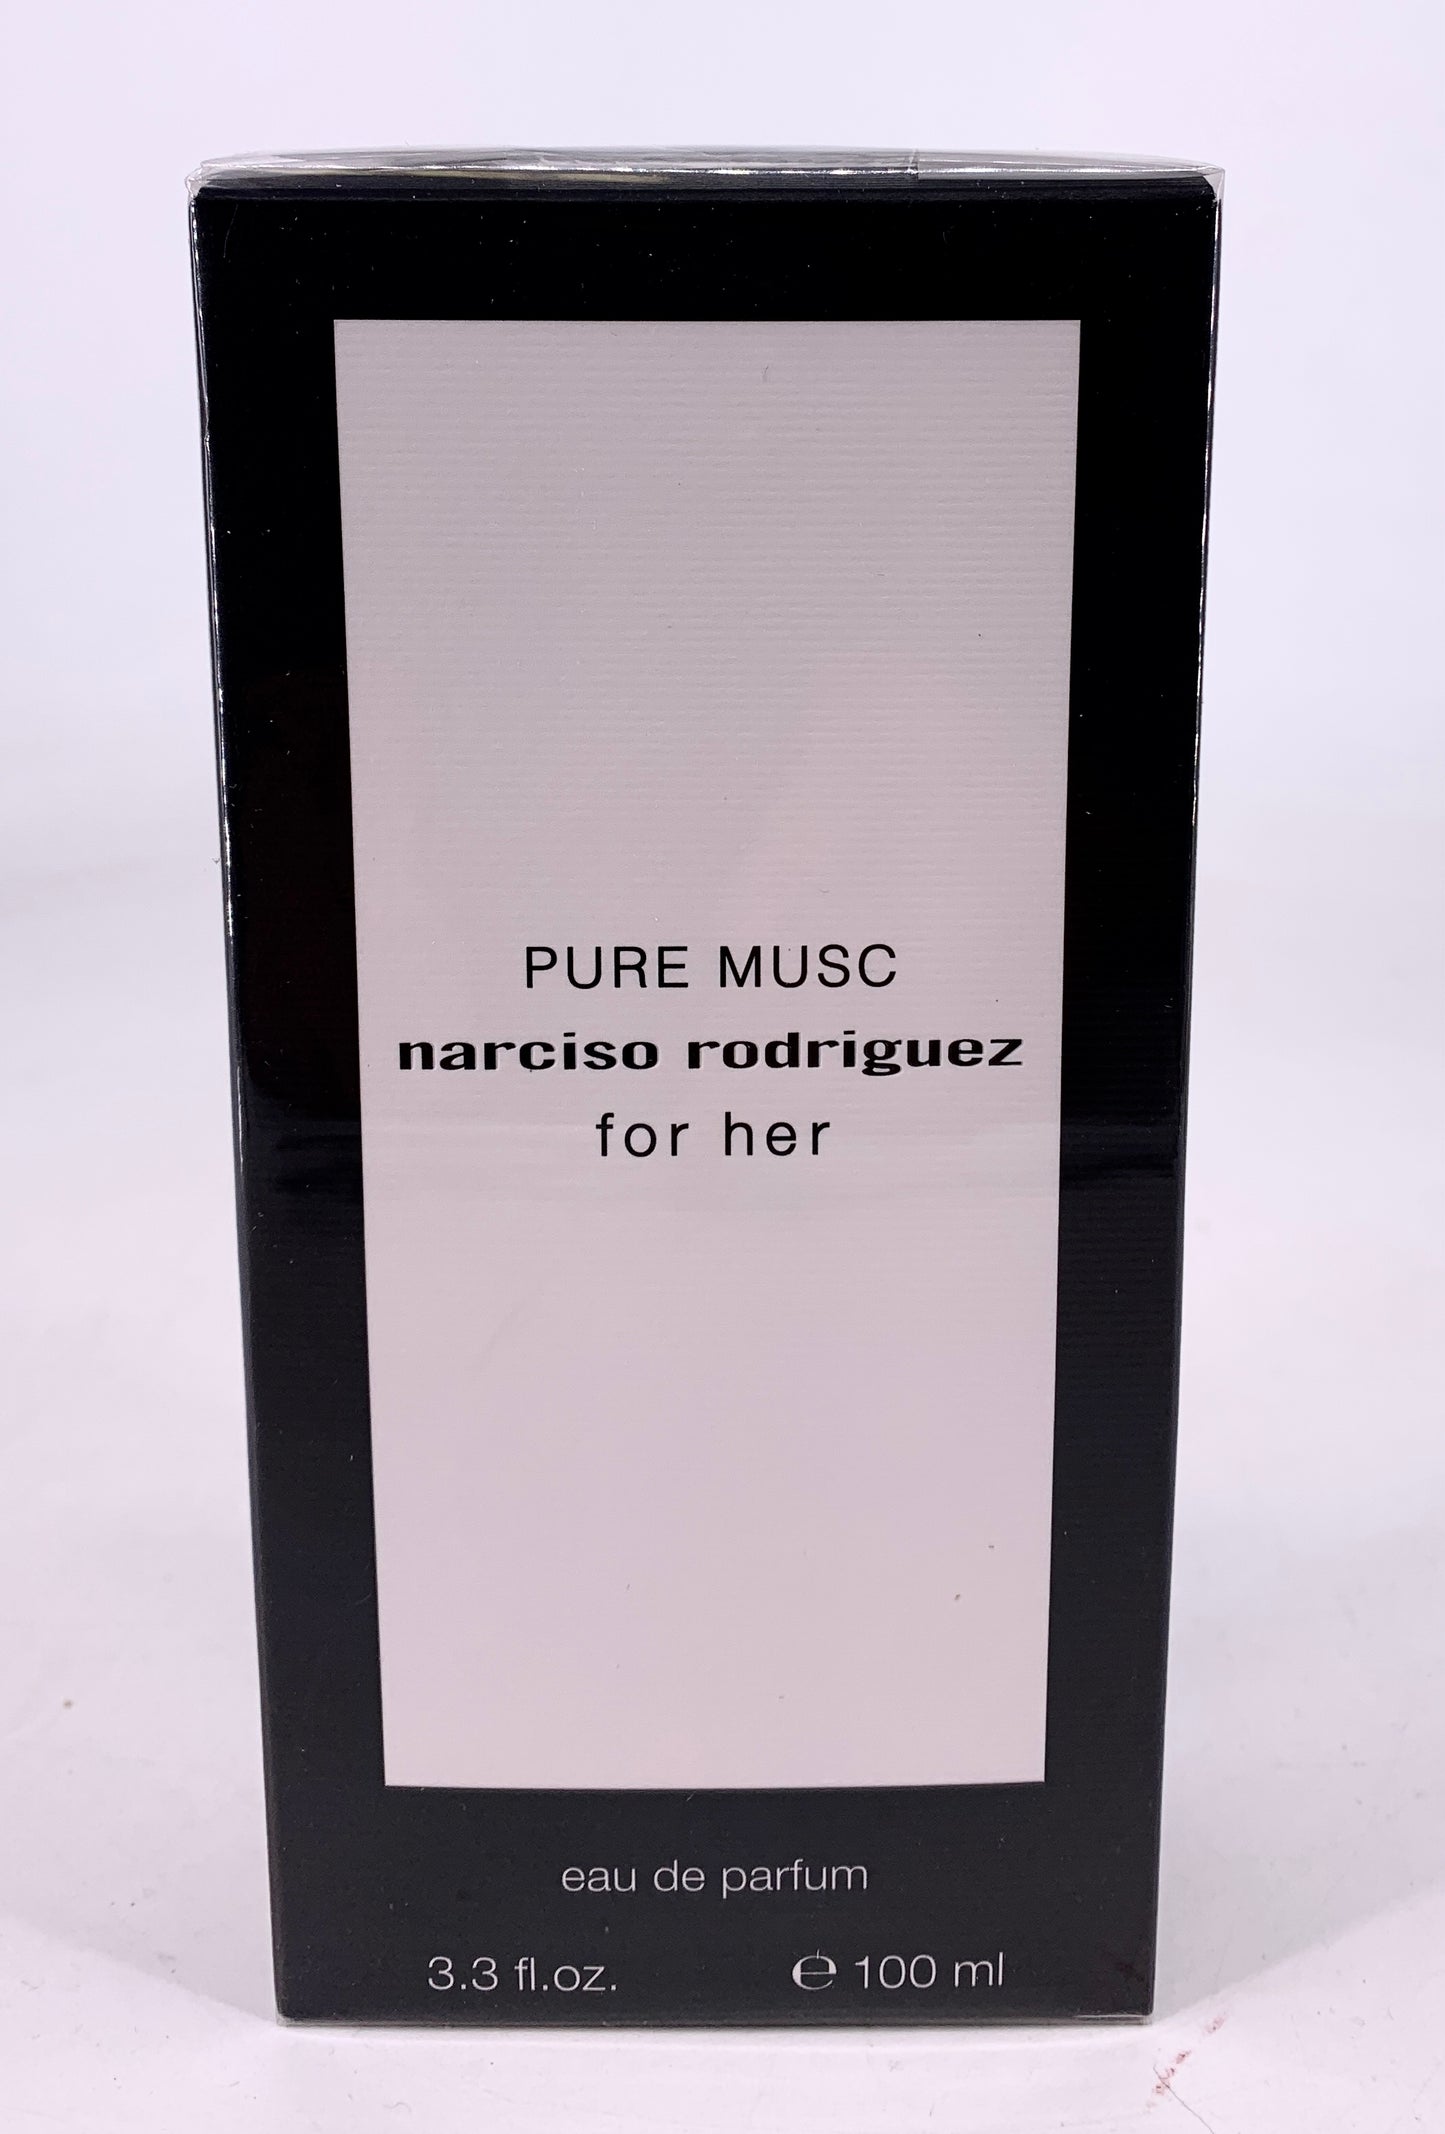 PURE MUSC
narciso rodriguez
for her
eau de parfum
3.3 fl.oz. ℮ 100 ml